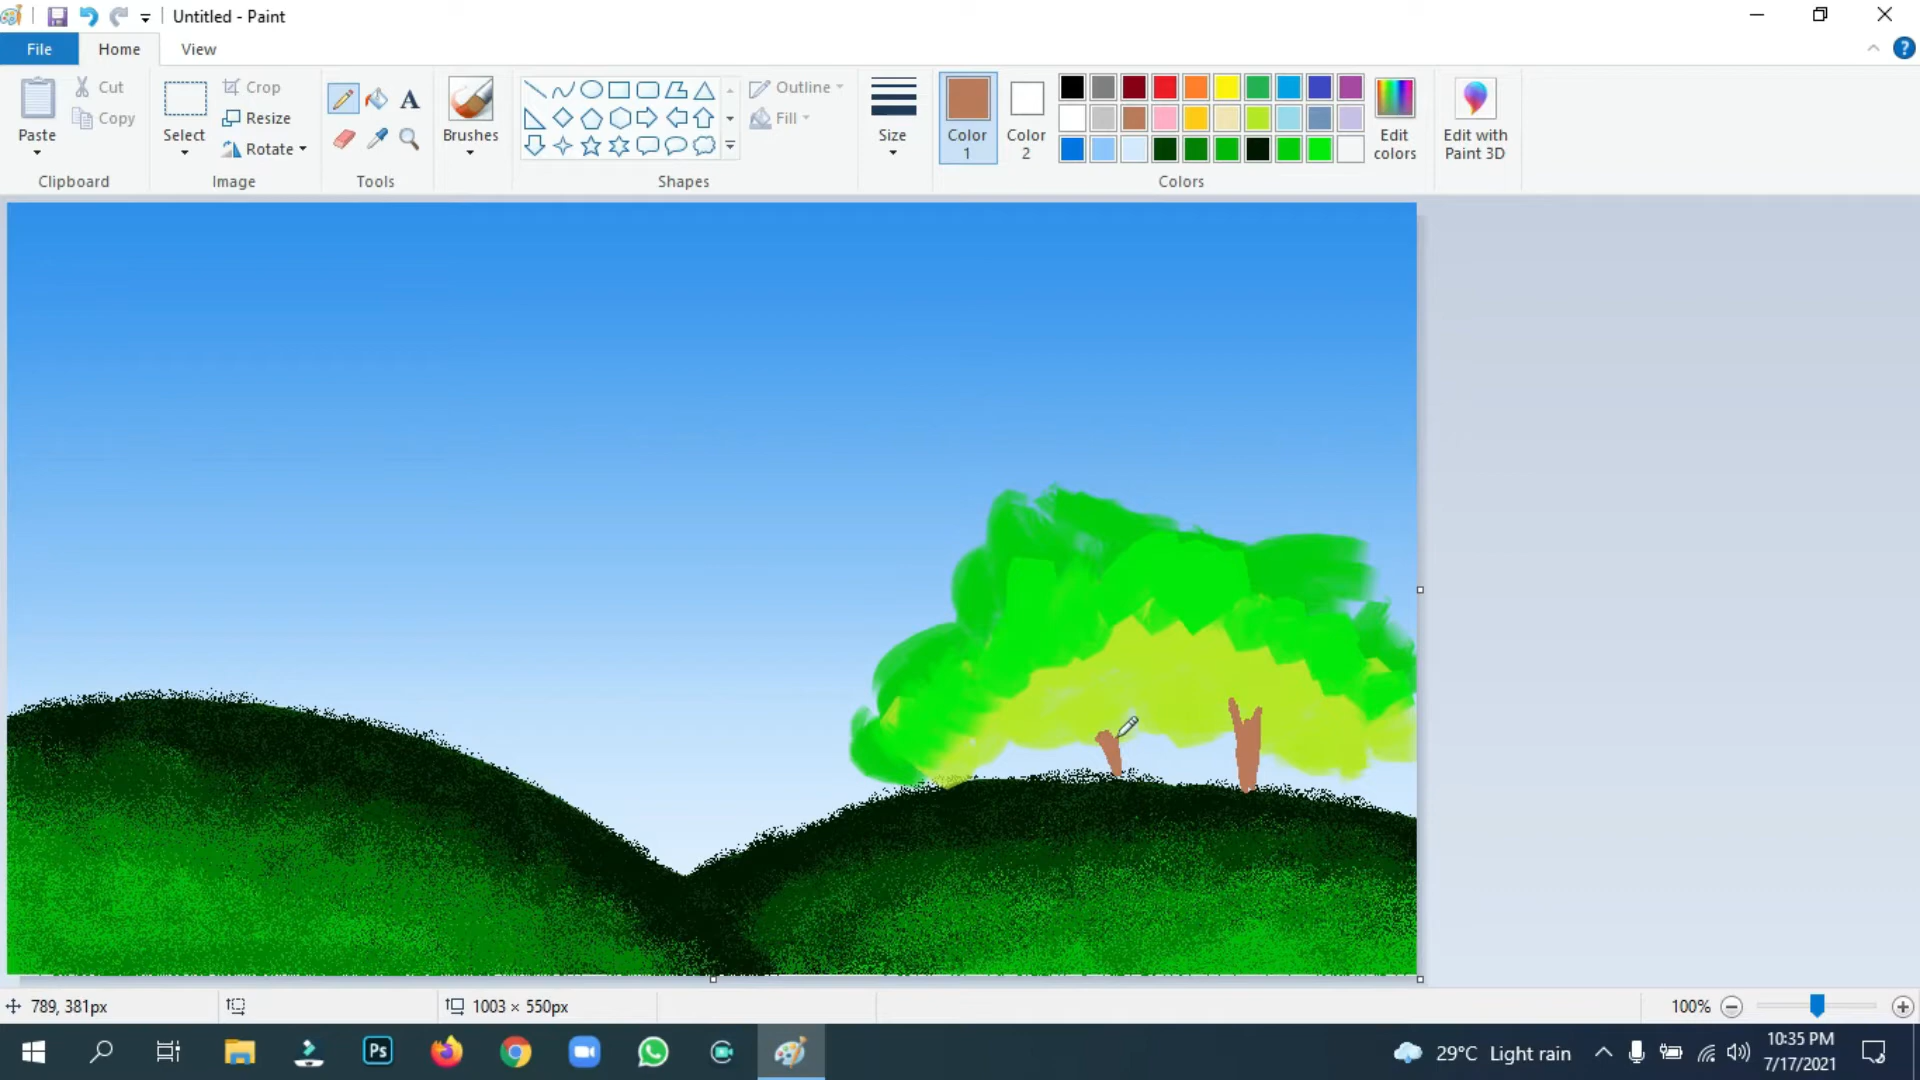 Untitled - Paint
File Home View
Paste
Cut
Copy
Clipboard
Select
Crop
Resize
Rotate
Image
A
Tools
Brushes
Outline
Fill
Shapes
Size
Color
1
Color
2
Edit
colors
Colors
Edit with
Paint 3D
?
789, 381px
1003 × 550px
100%
Ps
29°C Light rain
10:35 PM
7/17/2021